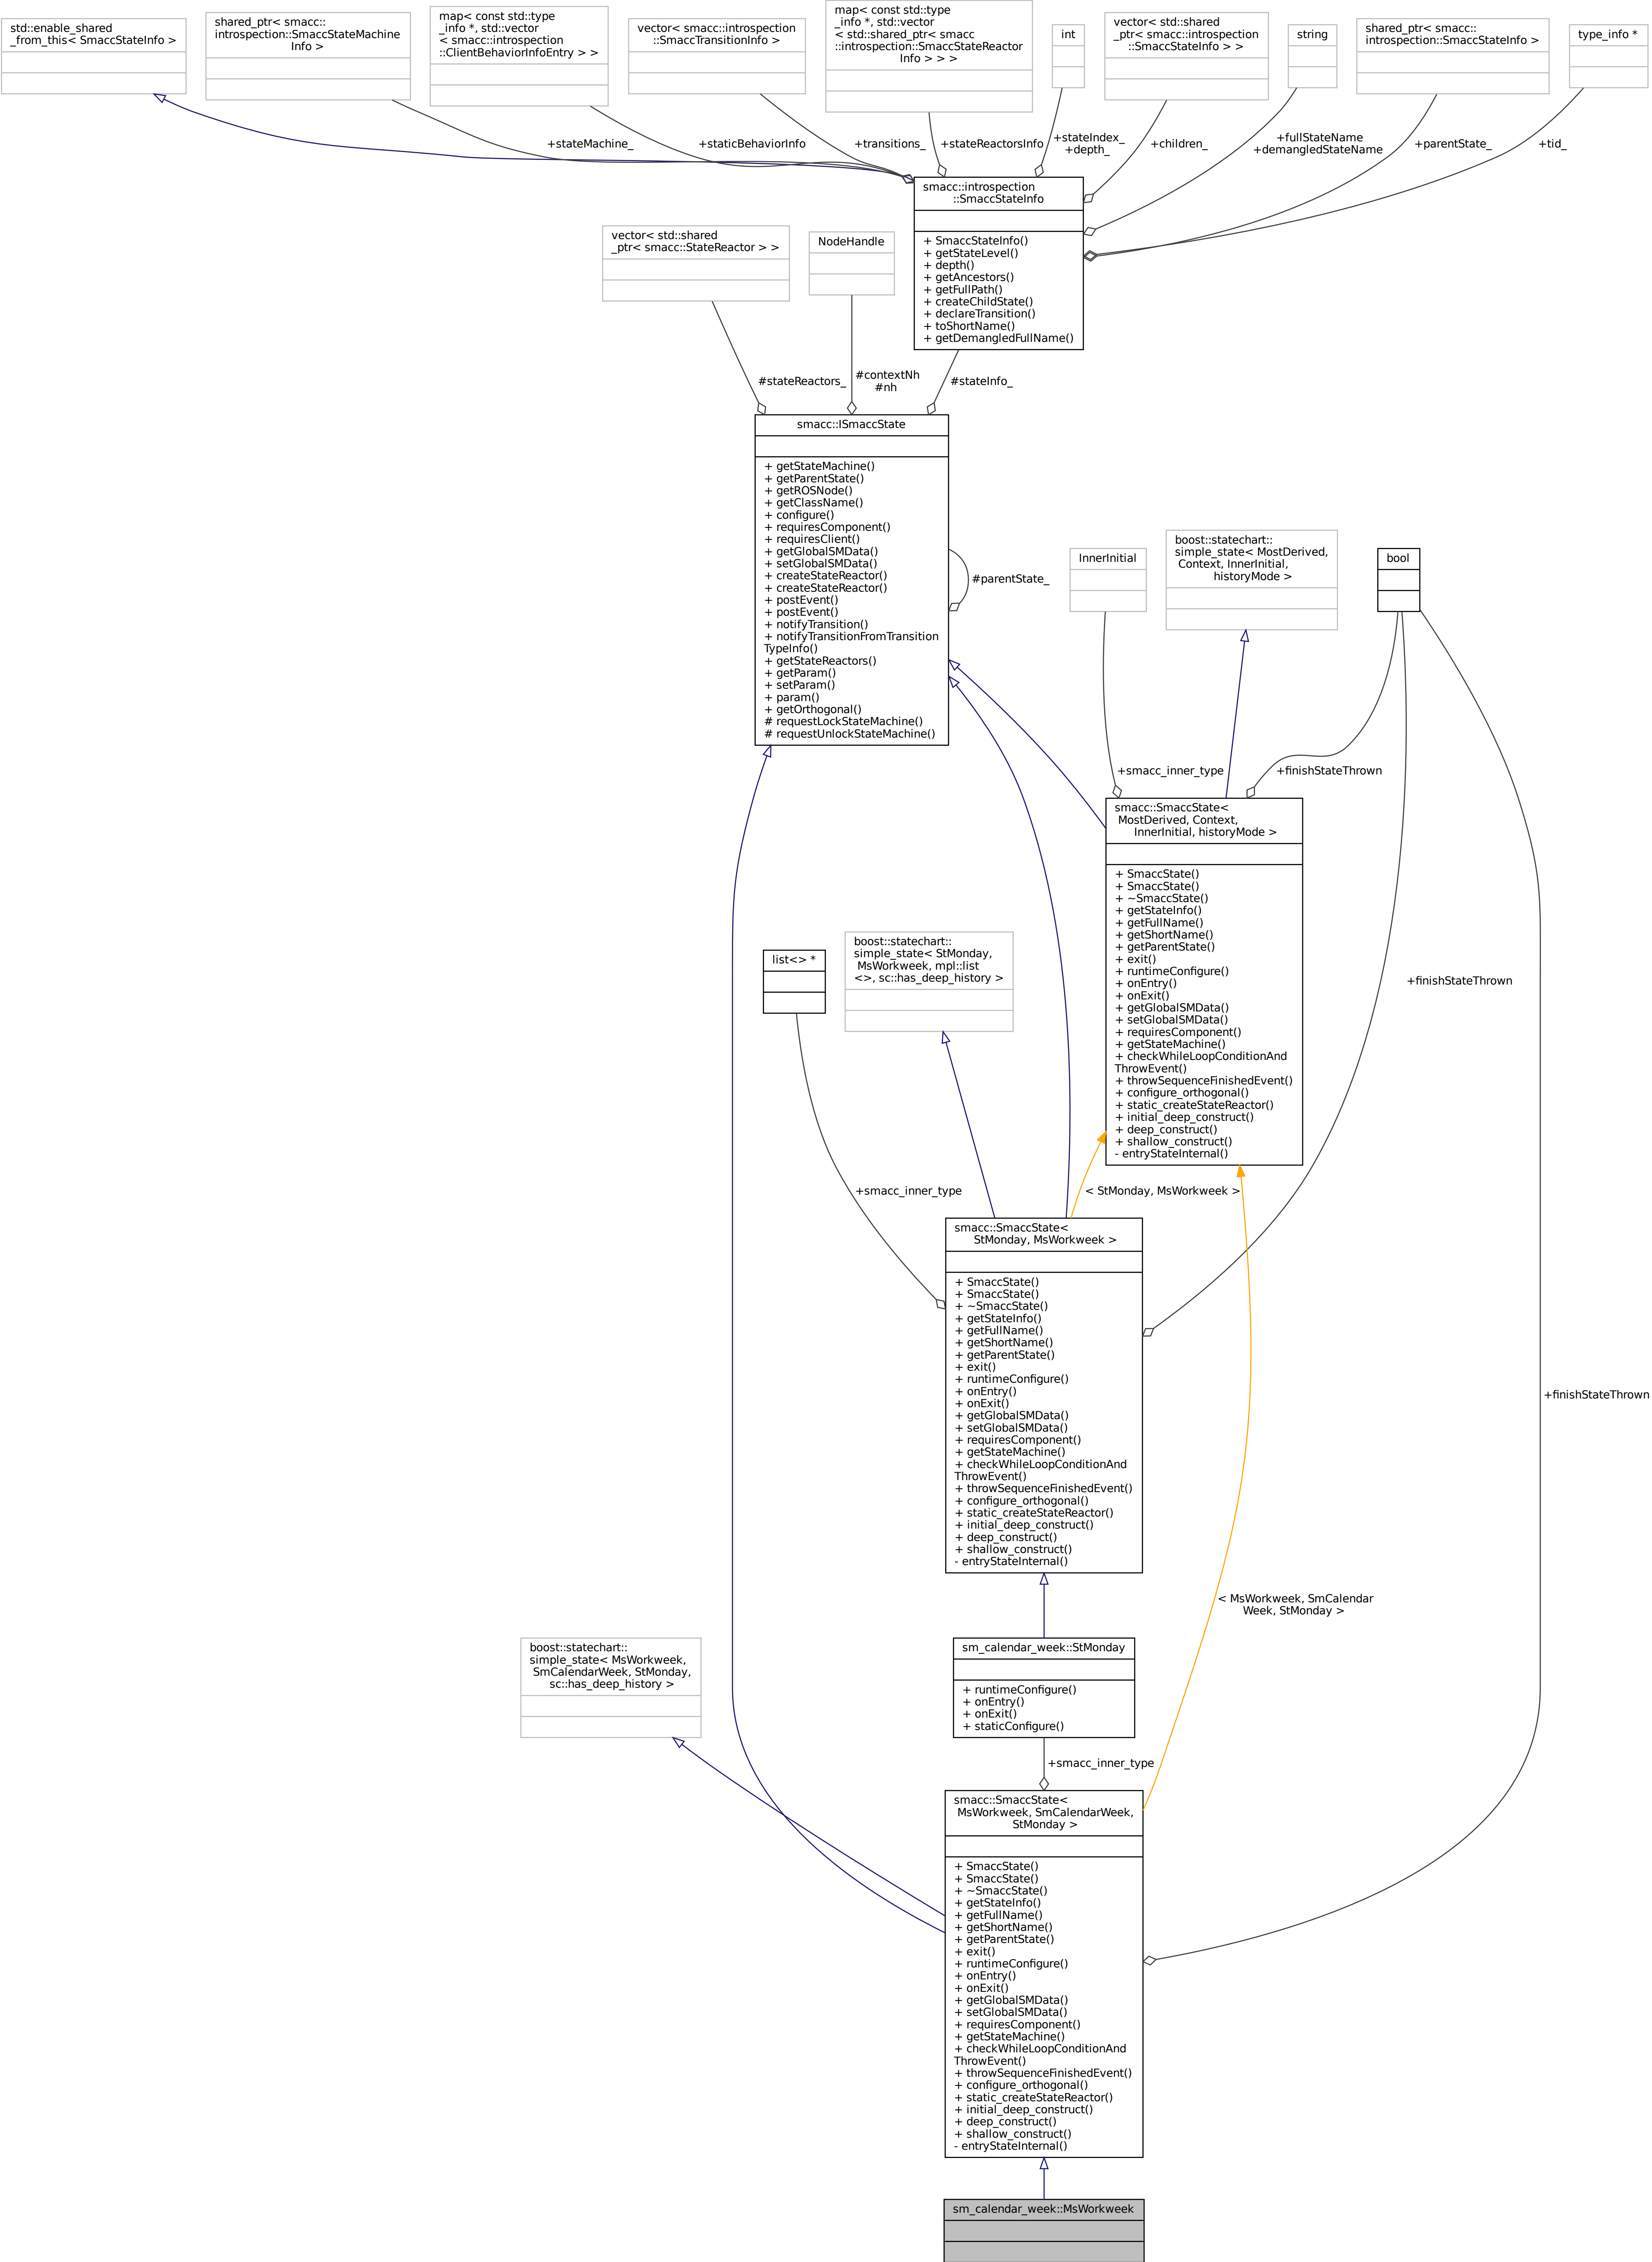 std::enable_shared
_from_this< SmaccStateInfo >
shared_ptr< smacc::
introspection::SmaccStateMachine
Info >
map< const std::type
_info *, std::vector
< smacc::introspection
::ClientBehaviorInfoEntry > >
vector< smacc::introspection
::SmaccTransitionInfo >
map< const std::type
_info *, std::vector
< std::shared_ptr< smacc
::introspection::SmaccStateReactor
Info > > >
int
vector< std::shared
_ptr< smacc::introspection
::SmaccStateInfo > >
string
shared_ptr< smacc::
introspection::SmaccStateInfo >
type_info *
+stateMachine_
+staticBehaviorInfo
+transitions_
+stateReactorsInfo
+stateIndex_
+depth_
+children_
+fullStateName
+demangledStateName
+parentState_
+tid_
smacc::introspection
::SmaccStateInfo
+ SmaccStateInfo()
+ getStateLevel()
+ depth()
+ getAncestors()
+ getFullPath()
+ createChildState()
+ declareTransition()
+ toShortName()
+ getDemangledFullName()
vector< std::shared
_ptr< smacc::StateReactor > >
NodeHandle
#stateReactors_
#contextNh
#nh
#stateInfo_
smacc::ISmaccState
+ getStateMachine()
+ getParentState()
+ getROSNode()
+ getClassName()
+ configure()
+ requiresComponent()
+ requiresClient()
+ getGlobalSMData()
+ setGlobalSMData()
+ createStateReactor()
+ createStateReactor()
+ postEvent()
+ postEvent()
+ notifyTransition()
+ notifyTransitionFromTransition
TypeInfo()
+ getStateReactors()
+ getParam()
+ setParam()
+ param()
+ getOrthogonal()
# requestLockStateMachine()
# requestUnlockStateMachine()
#parentState_
InnerInitial
boost::statechart::
simple_state< MostDerived,
Context, InnerInitial,
historyMode >
bool
+smacc_inner_type
+finishStateThrown
smacc::SmaccState<
MostDerived, Context,
InnerInitial, historyMode >
+ SmaccState()
+ SmaccState()
+ ~SmaccState()
+ getStateInfo()
+ getFullName()
+ getShortName()
+ getParentState()
+ exit()
+ runtimeConfigure()
+ onEntry()
+ onExit()
+ getGlobalSMData()
+ setGlobalSMData()
+ requiresComponent()
+ getStateMachine()
+ checkWhileLoopConditionAnd
ThrowEvent()
+ throwSequenceFinishedEvent()
+ configure_orthogonal()
+ static_createStateReactor()
+ initial_deep_construct()
+ deep_construct()
+ shallow_construct()
- entryStateInternal()
list<> *
boost::statechart::
simple_state< StMonday,
MsWorkweek, mpl::list
<>, sc::has_deep_history >
+finishStateThrown
+smacc_inner_type
< StMonday, MsWorkweek >
smacc::SmaccState<
StMonday, MsWorkweek >
+ SmaccState()
+ SmaccState()
+ ~SmaccState()
+ getStateInfo()
+ getFullName()
+ getShortName()
+ getParentState()
+ exit()
+ runtimeConfigure()
+ onEntry()
+ onExit()
+ getGlobalSMData()
+ setGlobalSMData()
+ requiresComponent()
+ getStateMachine()
+ checkWhileLoopConditionAnd
ThrowEvent()
+ throwSequenceFinishedEvent()
+ configure_orthogonal()
+ static_createStateReactor()
+ initial_deep_construct()
+ deep_construct()
+ shallow_construct()
- entryStateInternal()
+finishStateThrown
< MsWorkweek, SmCalendar
Week, StMonday >
boost::statechart::
simple_state< MsWorkweek,
SmCalendarWeek, StMonday,
sc::has_deep_history >
sm_calendar_week::StMonday
+ runtimeConfigure()
+ onEntry()
+ onExit()
+ staticConfigure()
+smacc_inner_type
smacc::SmaccState<
MsWorkweek, SmCalendarWeek,
StMonday >
+ SmaccState()
+ SmaccState()
+ ~SmaccState()
+ getStateInfo()
+ getFullName()
+ getShortName()
+ getParentState()
+ exit()
+ runtimeConfigure()
+ onEntry()
+ onExit()
+ getGlobalSMData()
+ setGlobalSMData()
+ requiresComponent()
+ getStateMachine()
+ checkWhileLoopConditionAnd
ThrowEvent()
+ throwSequenceFinishedEvent()
+ configure_orthogonal()
+ static_createStateReactor()
+ initial_deep_construct()
+ deep_construct()
+ shallow_construct()
- entryStateInternal()
sm_calendar_week::MsWorkweek